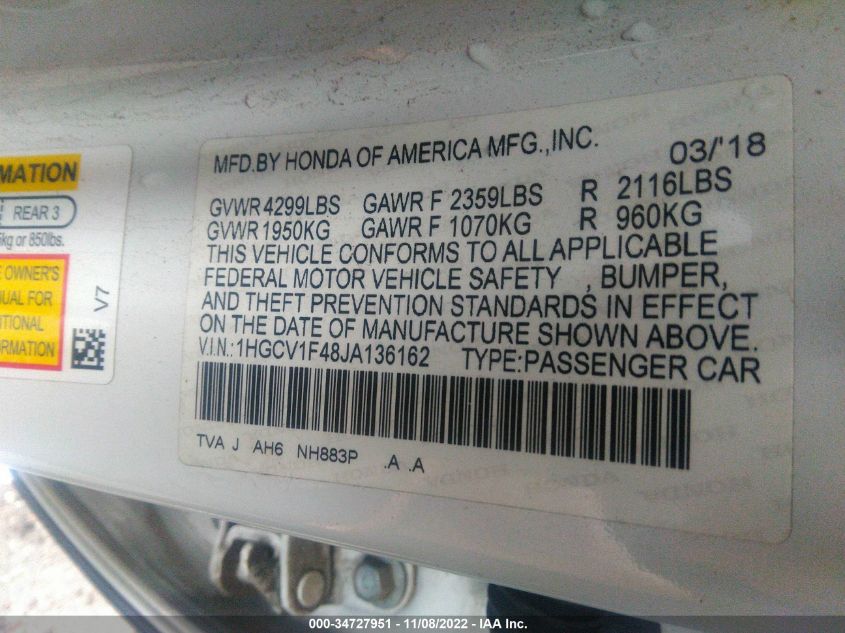 MATION
REAR 3
kg or 850lbs.
OWNER'S
FOR
V7
MFD.BY HONDA OF AMERICA MFG.,INC. 03/'18
GVWR 4299LBS GAWR F 2359LBS R 2116LBS
GVWR 1950KG GAWR F 1070KG R 960KG
THIS VEHICLE CONFORMS TO ALL APPLICABLE
FEDERAL MOTOR VEHICLE SAFETY , BUMPER,
AND THEFT PREVENTION STANDARDS IN EFFECT
ON THE DATE OF MANUFACTURE SHOWN ABOVE.
V.I.N.:1HGCV1F48JA136162 TYPE:PASSENGER CAR
TVA J AH6 NH883P .A .A
HONDA
000-34727951 - 11/08/2022 - IAA Inc.